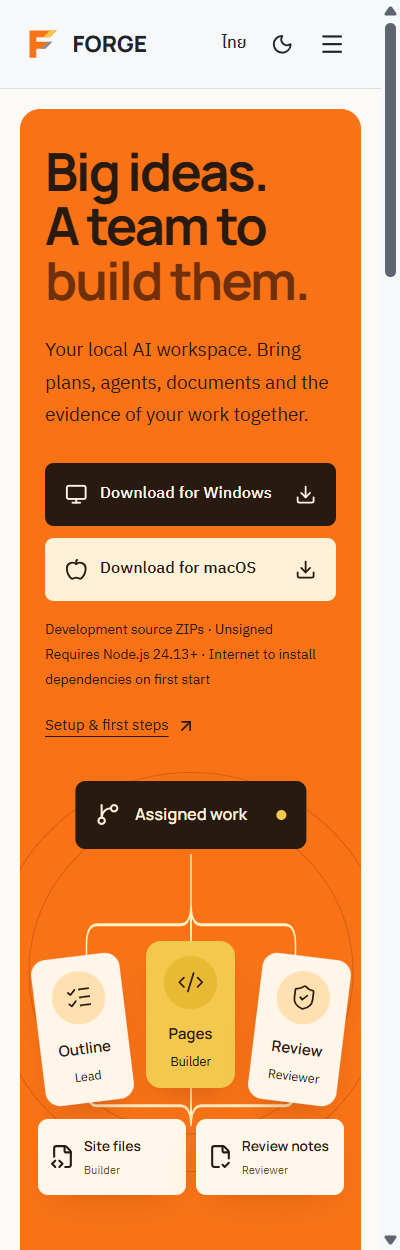 FORGE
ไทย
Big ideas.
A team to
build them.
Your local AI workspace. Bring
plans, agents, documents and the
evidence of your work together.
Download for Windows
Download for macOS
Development source ZIPs · Unsigned
Requires Node.js 24.13+ · Internet to install
dependencies on first start
Setup & first steps
Assigned work
Outline
Lead
Pages
Builder
Review
Reviewer
Site files
Builder
Review notes
Reviewer